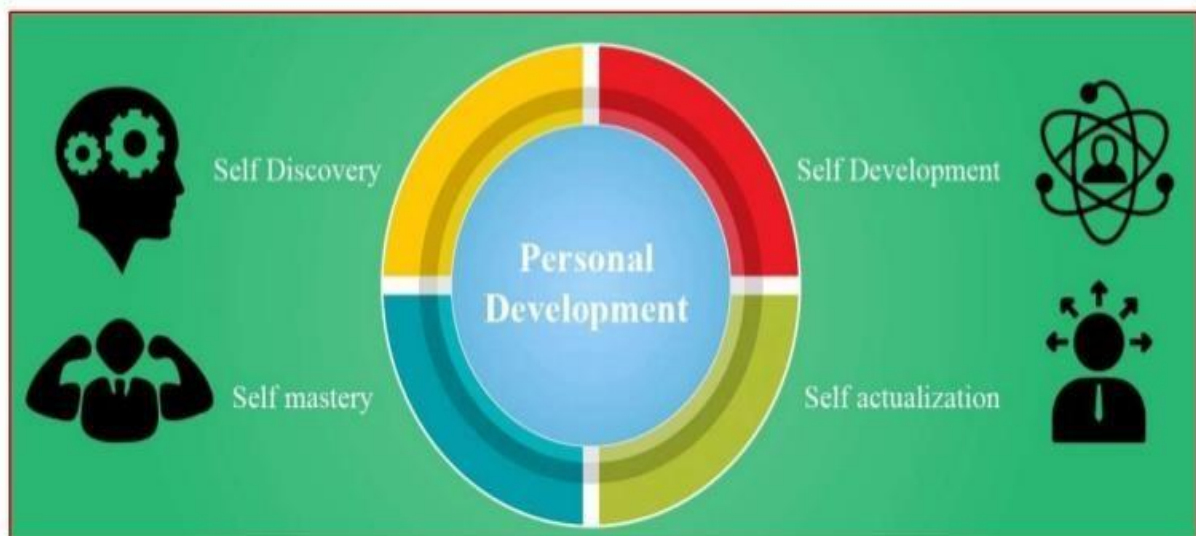 Self Discovery
Self Development
Personal
Development
Self mastery
Self actualization